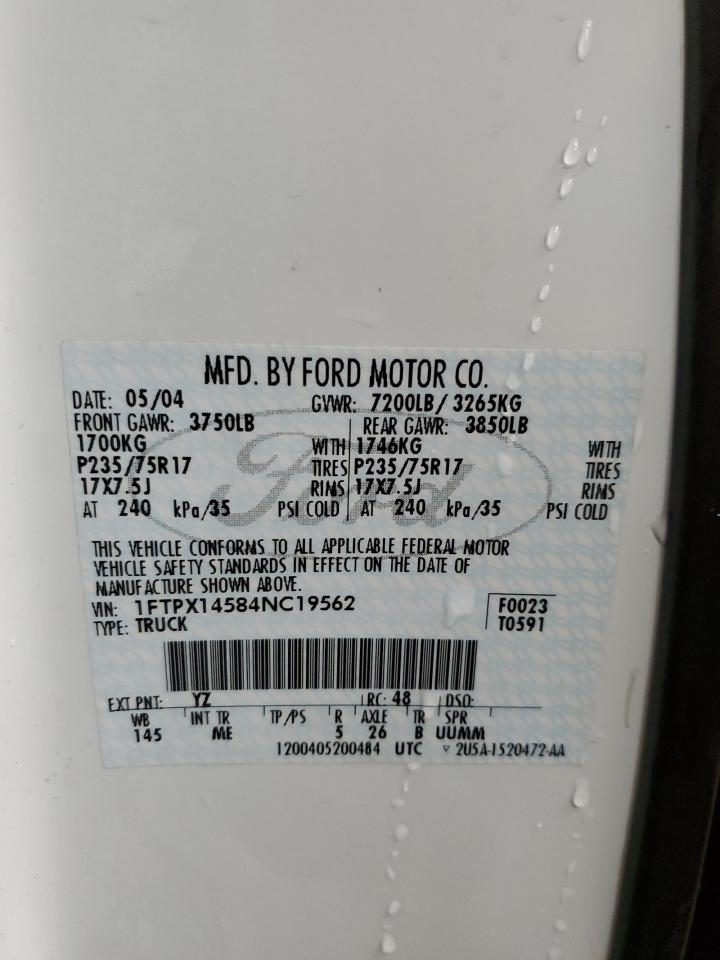 MFD. BY FORD MOTOR CO.
DATE: 05/04 GVWR: 7200LB / 3265KG
FRONT GAWR: 3750LB REAR GAWR: 3850LB
1700KG WITH 1746KG WITH
P235/75R17 TIRES P235/75R17 TIRES
17X7.5J RIMS 17X7.5J RIMS
AT 240 kPa/35 PSI COLD AT 240 kPa/35 PSI COLD
Ford
THIS VEHICLE CONFORMS TO ALL APPLICABLE FEDERAL MOTOR
VEHICLE SAFETY STANDARDS IN EFFECT ON THE DATE OF
MANUFACTURE SHOWN ABOVE.
VIN: 1FTPX14584NC19562 F0023
TYPE: TRUCK T0591
EXT PNT: YZ RC: 48 DSO:
WB INT TR TP/PS R AXLE TR SPR
145 ME 5 26 B UUMM
1200405200484 UTC ▽ 2U5A-1520472-AA